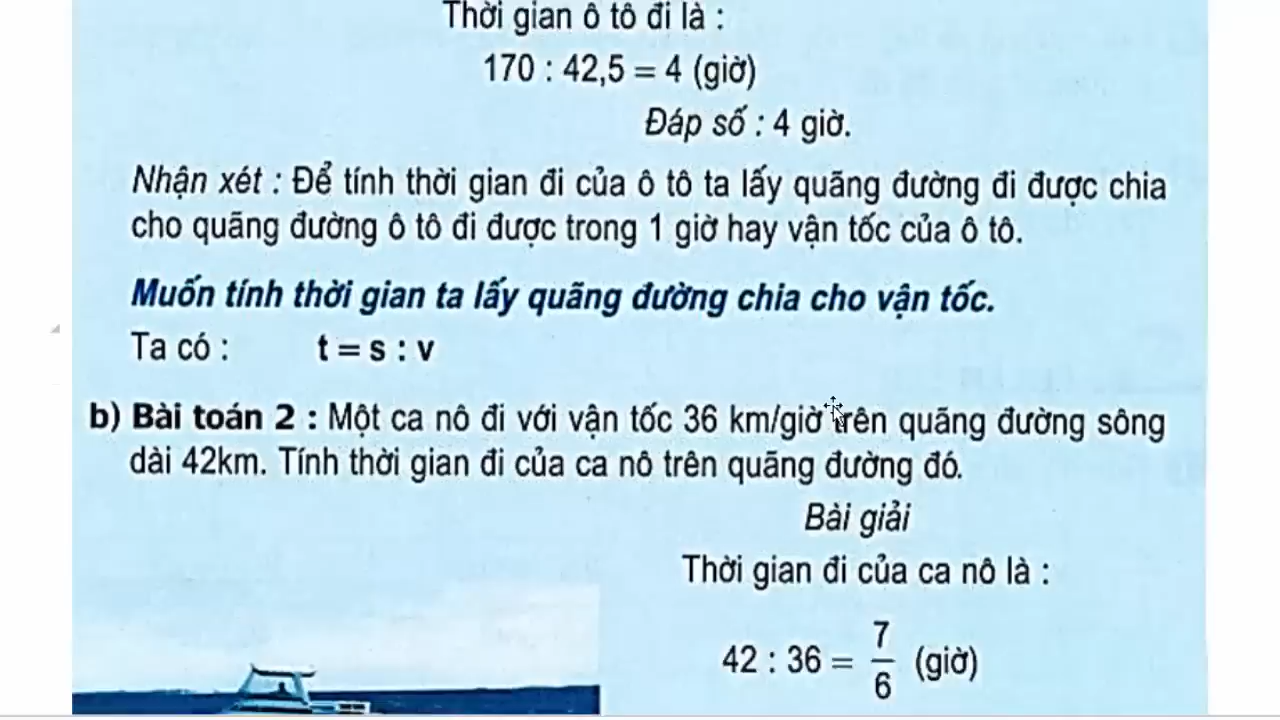 Thời gian ô tô đi là :
170 : 42,5 = 4 (giờ)
Đáp số : 4 giờ.
Nhận xét : Để tính thời gian đi của ô tô ta lấy quãng đường đi được chia
cho quãng đường ô tô đi được trong 1 giờ hay vận tốc của ô tô.
Muốn tính thời gian ta lấy quãng đường chia cho vận tốc.
Ta có : t = s : v
b) Bài toán 2 : Một ca nô đi với vận tốc 36 km/giờ trên quãng đường sông
dài 42km. Tính thời gian đi của ca nô trên quãng đường đó.
Bài giải
Thời gian đi của ca nô là :
42 : 36 = 7/6 (giờ)